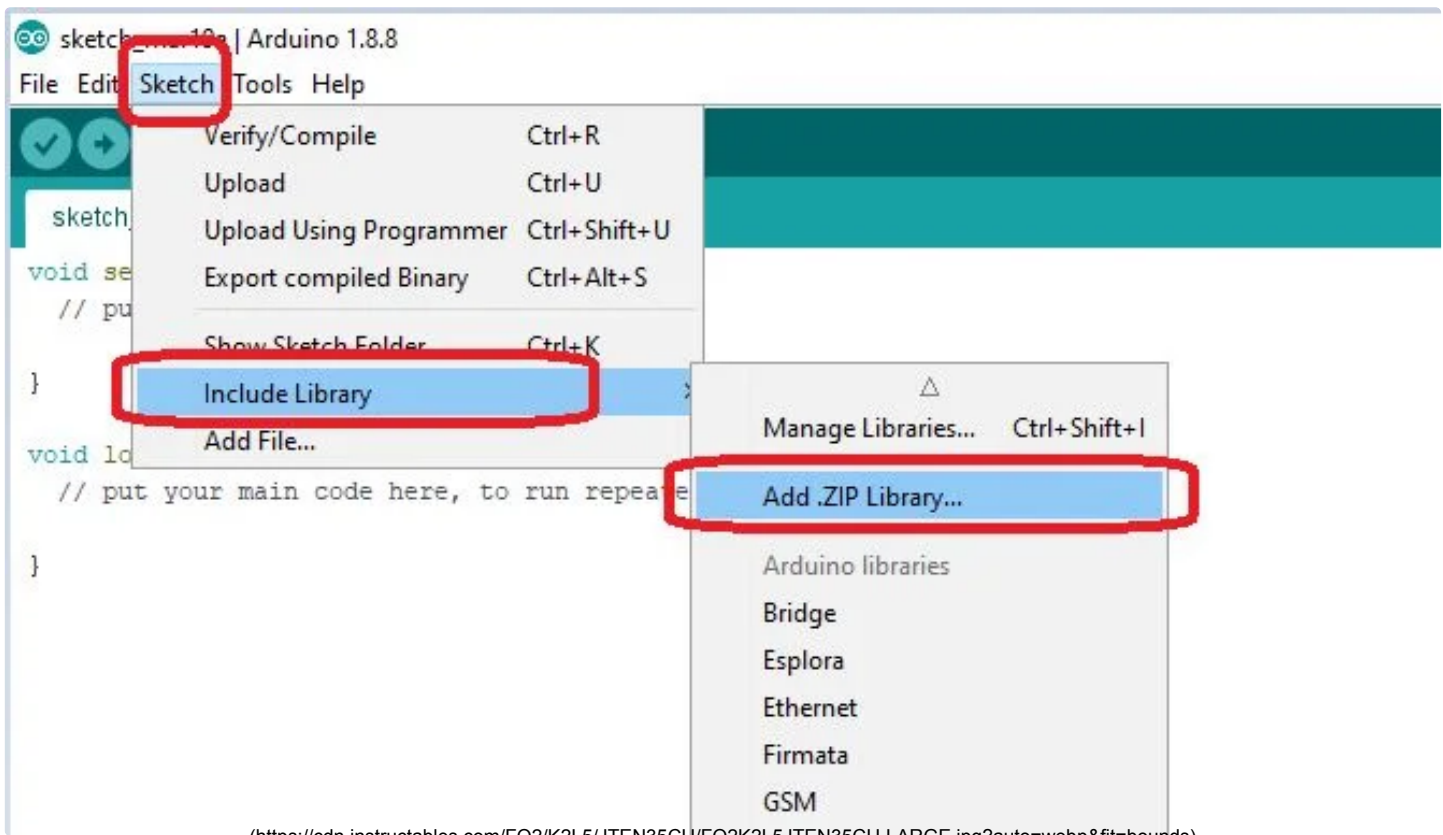 | Arduino 1.8.8
File Edit Sketch Tools Help
Verify/Compile Ctrl+R
Upload Ctrl+U
sketch_
Upload Using Programmer Ctrl+Shift+U
void se
Export compiled Binary Ctrl+Alt+S
// pu
Show Sketch Folder Ctrl+K
}
Include Library
Manage Libraries... Ctrl+Shift+I
Add File...
void lo
// put your main code here, to run repeate
Add .ZIP Library...
}
Arduino libraries
Bridge
Esplora
Ethernet
Firmata
GSM